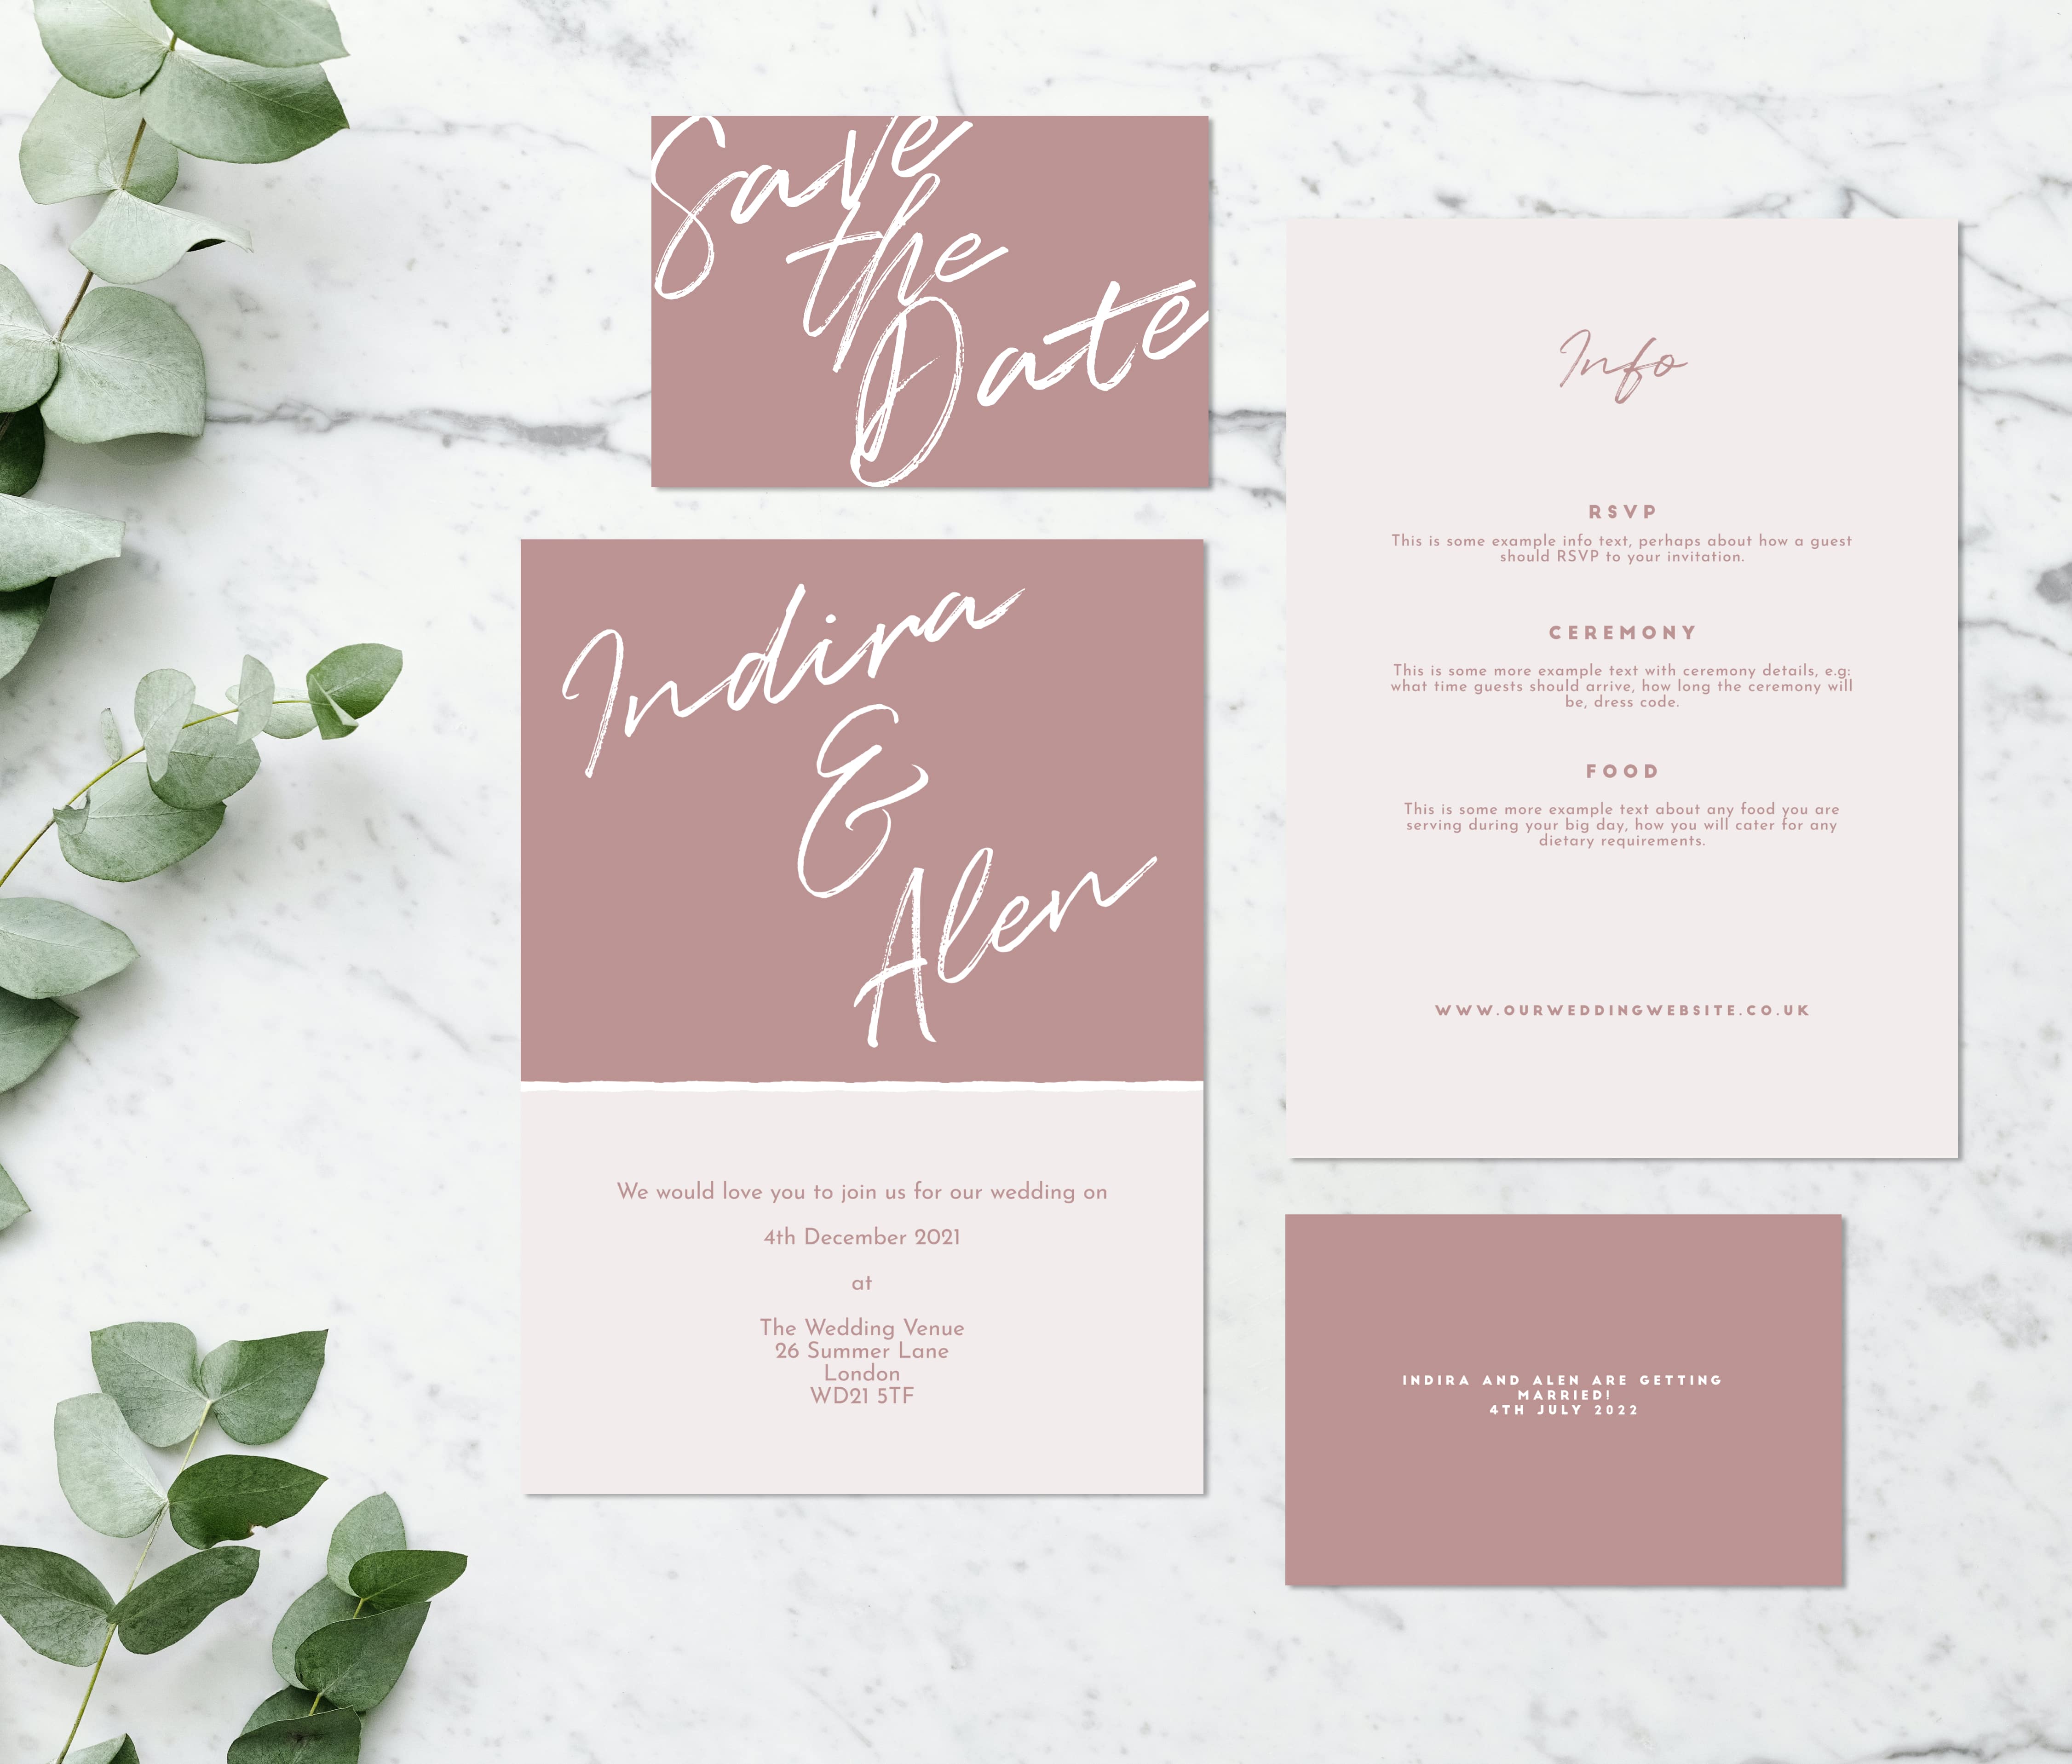 Save
the
Date
Indira
&
Alen
We would love you to join us for our wedding on
4th December 2021
at
The Wedding Venue
26 Summer Lane
London
WD21 5TF
Info
RSVP
This is some example info text, perhaps about how a guest
should RSVP to your invitation.
CEREMONY
This is some more example text with ceremony details, e.g:
what time guests should arrive, how long the ceremony will
be, dress code.
FOOD
This is some more example text about any food you are
serving during your big day, how you will cater for any
dietary requirements.
WWW.OURWEDDINGWEBSITE.CO.UK
INDIRA AND ALEN ARE GETTING
MARRIED!
4TH JULY 2022